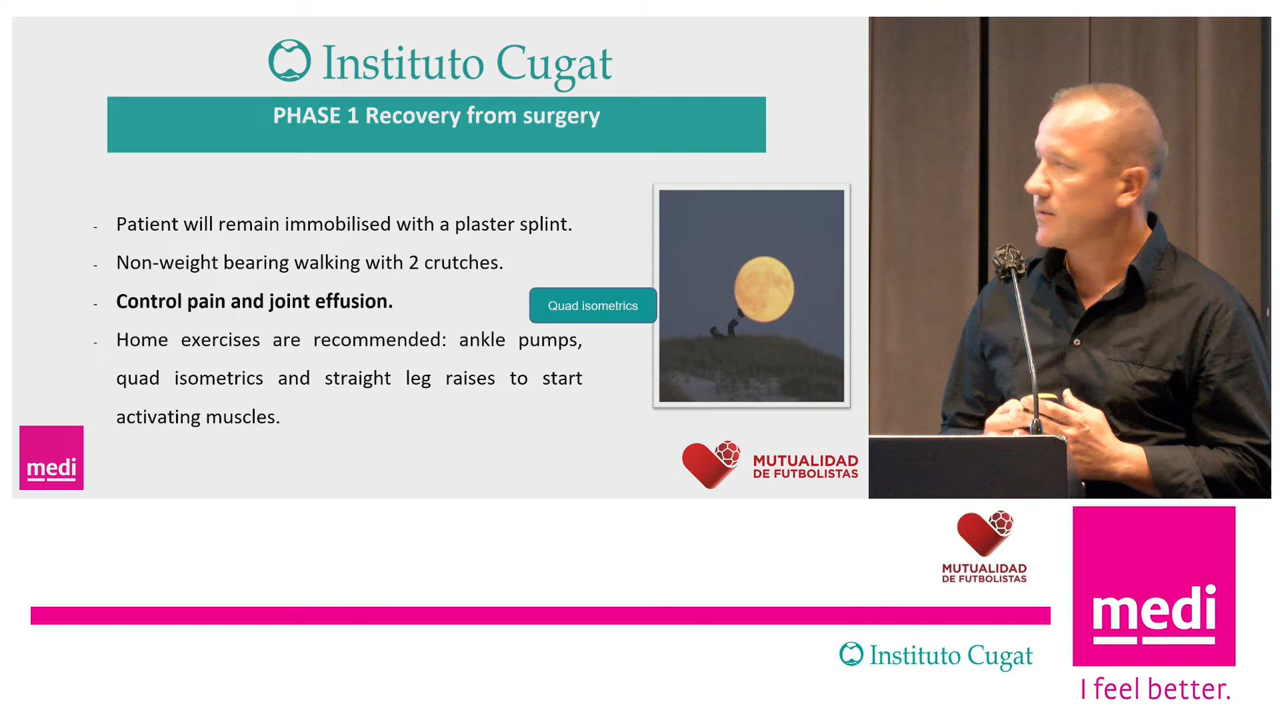 Instituto Cugat
PHASE 1 Recovery from surgery
- Patient will remain immobilised with a plaster splint.
- Non-weight bearing walking with 2 crutches.
- Control pain and joint effusion.
Quad isometrics
- Home exercises are recommended: ankle pumps,
quad isometrics and straight leg raises to start
activating muscles.
medi
MUTUALIDAD
DE FUTBOLISTAS
MUTUALIDAD
DE FUTBOLISTAS
medi
Instituto Cugat
I feel better.